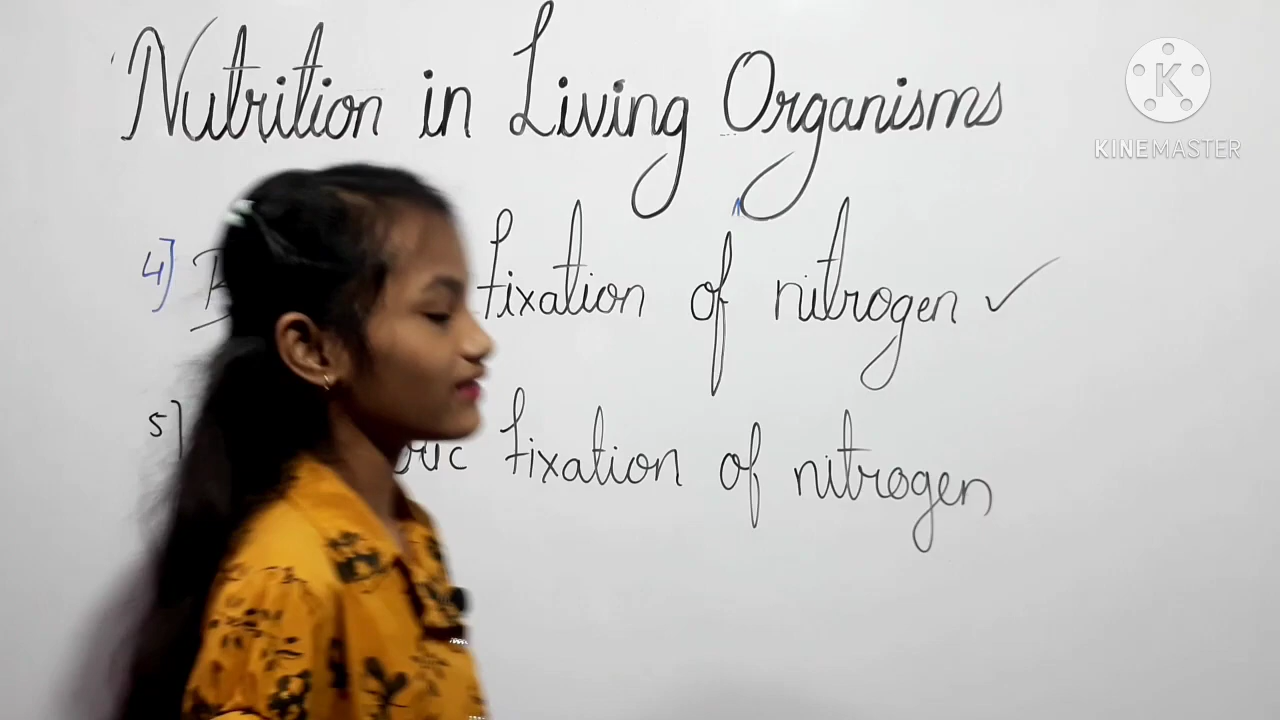 Nutrition in Living Organisms
KINEMASTER
4] fixation of nitrogen ✓
5] fixation of nitrogen